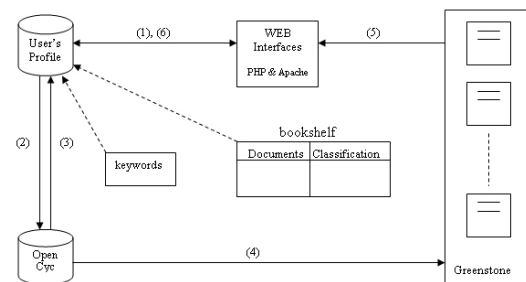 User's
Profile
(1), (6)
WEB
Interfaces
PHP & Apache
(5)
bookshelf
Documents Classification
(2)
(3)
keywords
Open
Cyc
(4)
Greenstone